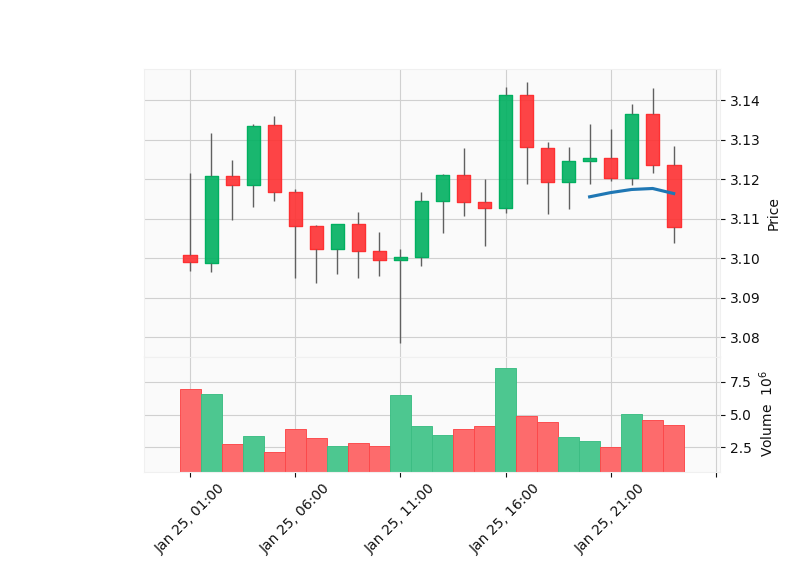 3.14
3.13
3.12
3.11
3.10
3.09
3.08
Price
7.5
5.0
2.5
Volume 10^6
Jan 25, 01:00
Jan 25, 06:00
Jan 25, 11:00
Jan 25, 16:00
Jan 25, 21:00